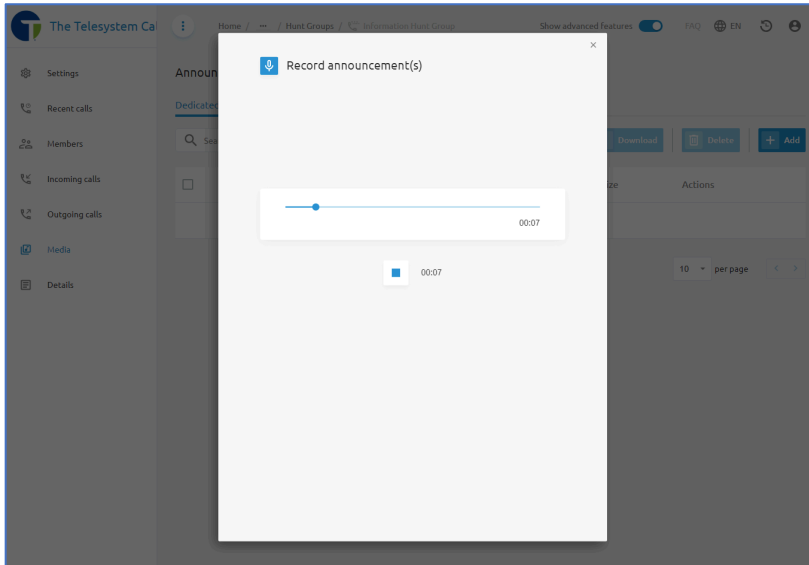 The Telesystem Cal
Home / ... / Hunt Groups / Information Hunt Group
Show advanced features
FAQ
EN
Record announcement(s)
Settings
Announ
Recent calls
Dedicated
Members
Sea
Download
Delete
+ Add
Incoming calls
ize
Actions
Outgoing calls
00:07
Media
00:07
10
per page
Details